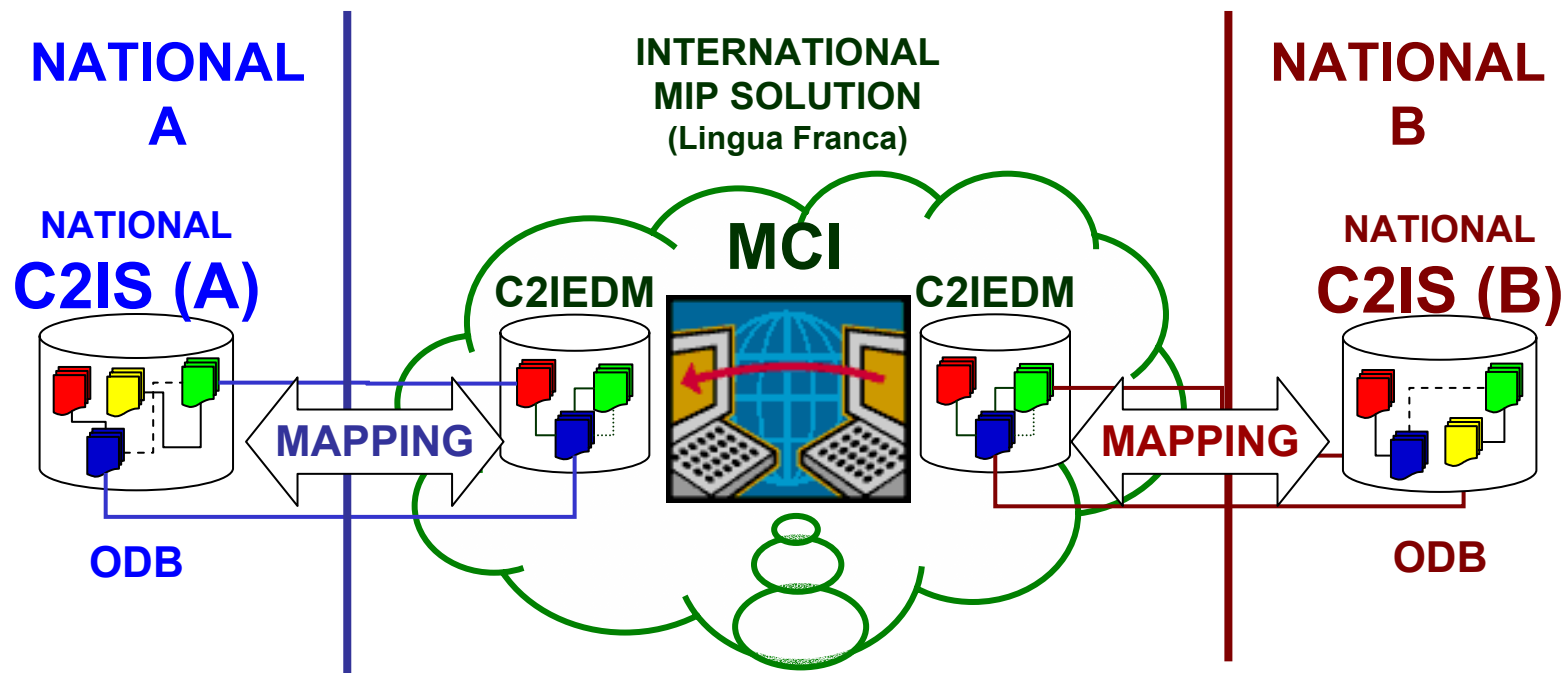 NATIONAL
A
NATIONAL
C2IS (A)
MAPPING
ODB
INTERNATIONAL
MIP SOLUTION
(Lingua Franca)
MCI
C2IEDM
C2IEDM
NATIONAL
B
NATIONAL
C2IS (B)
MAPPING
ODB